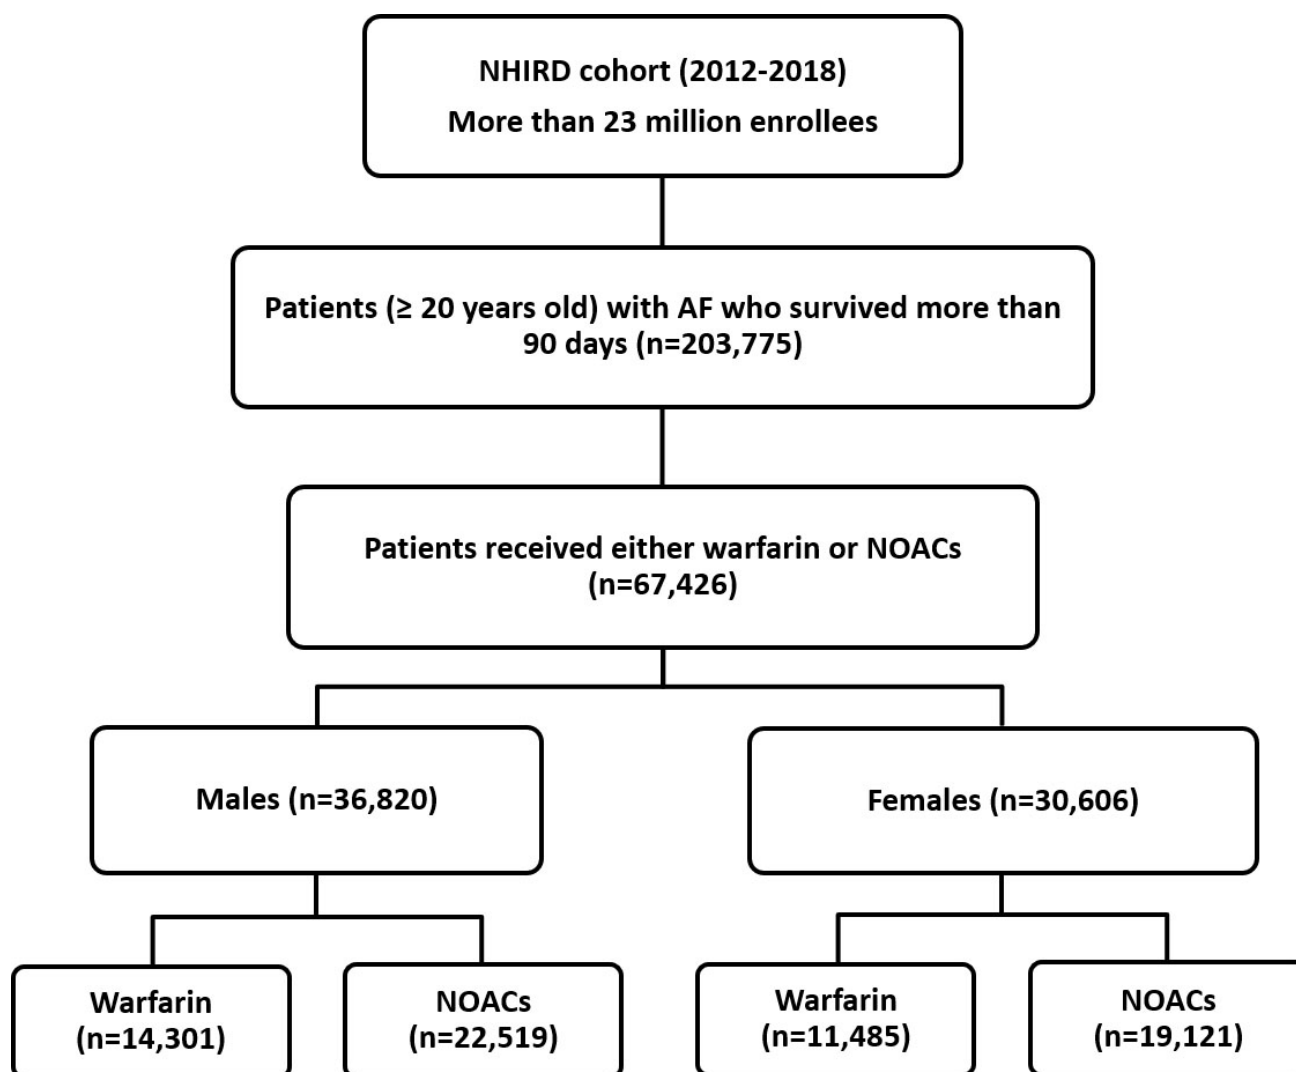 NHIRD cohort (2012-2018)
More than 23 million enrollees
Patients (≥ 20 years old) with AF who survived more than
90 days (n=203,775)
Patients received either warfarin or NOACs
(n=67,426)
Males (n=36,820)
Females (n=30,606)
Warfarin
(n=14,301)
NOACs
(n=22,519)
Warfarin
(n=11,485)
NOACs
(n=19,121)